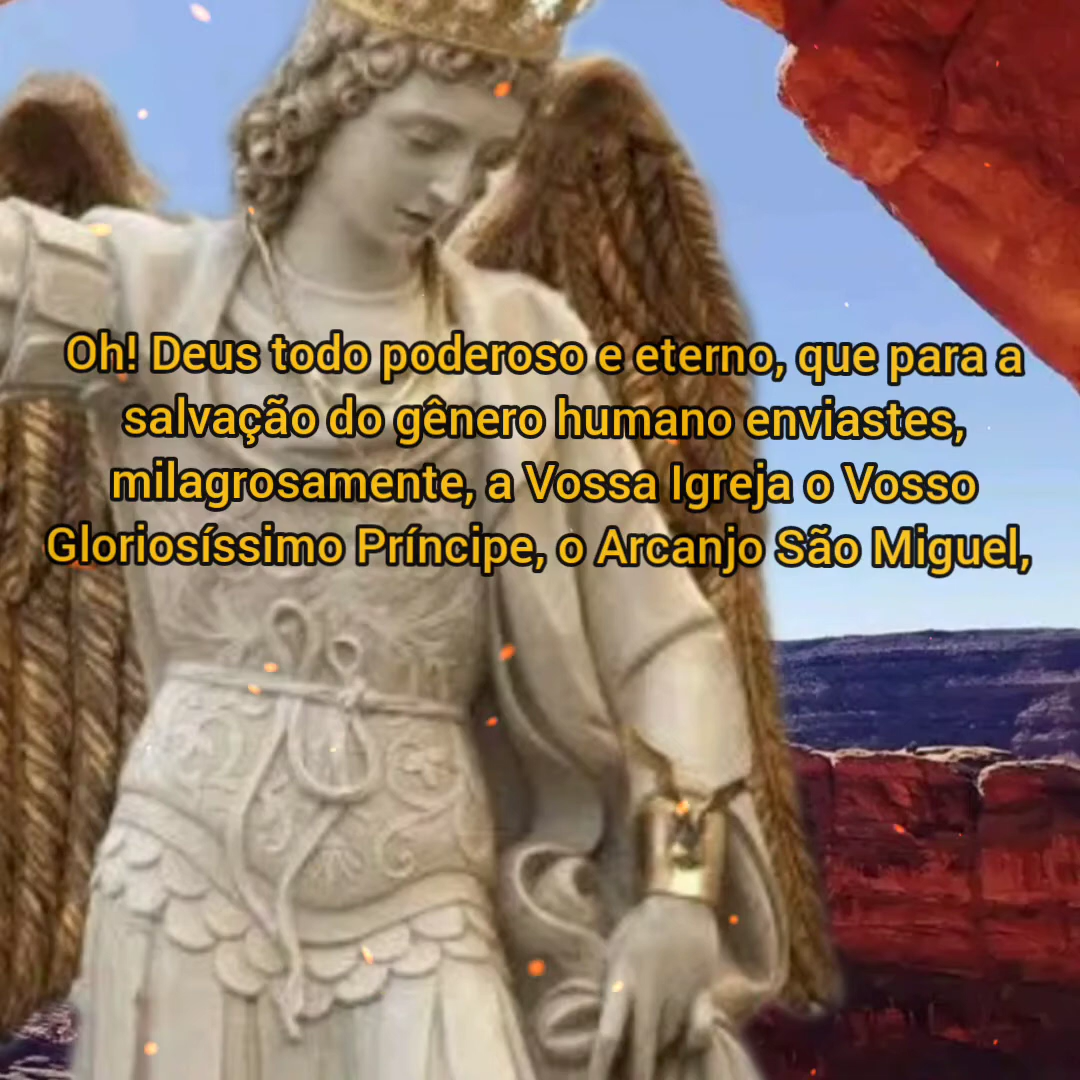 Oh! Deus todo poderoso e eterno, que para a
salvação do gênero humano enviastes,
milagrosamente, a Vossa Igreja o Vosso
Gloriosíssimo Príncipe, o Arcanjo São Miguel,